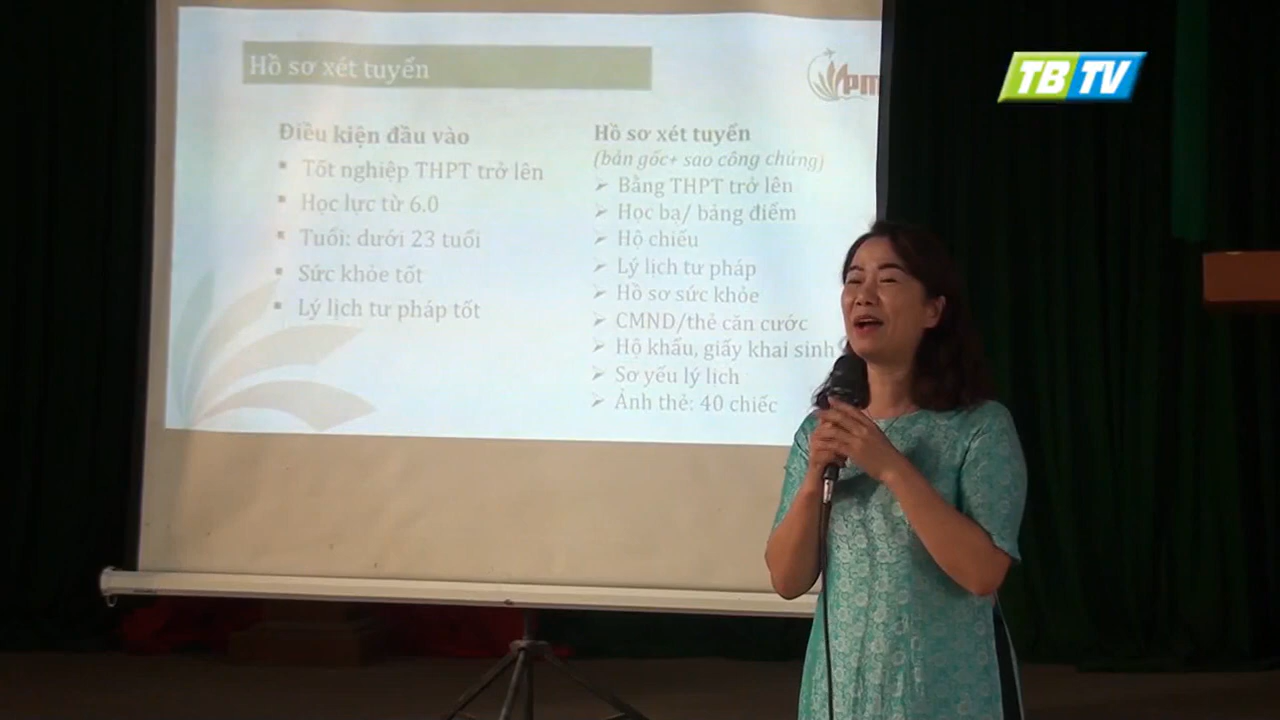 Hồ sơ xét tuyển
TBTV
Điều kiện đầu vào
▪ Tốt nghiệp THPT trở lên
▪ Học lực từ 6.0
▪ Tuổi: dưới 23 tuổi
▪ Sức khỏe tốt
▪ Lý lịch tư pháp tốt
Hồ sơ xét tuyển
(bản gốc+ sao công chứng)
➢ Bằng THPT trở lên
➢ Học bạ/ bảng điểm
➢ Hộ chiếu
➢ Lý lịch tư pháp
➢ Hồ sơ sức khỏe
➢ CMND/thẻ căn cước
➢ Hộ khẩu, giấy khai sinh
➢ Sơ yếu lý lịch
➢ Ảnh thẻ: 40 chiếc